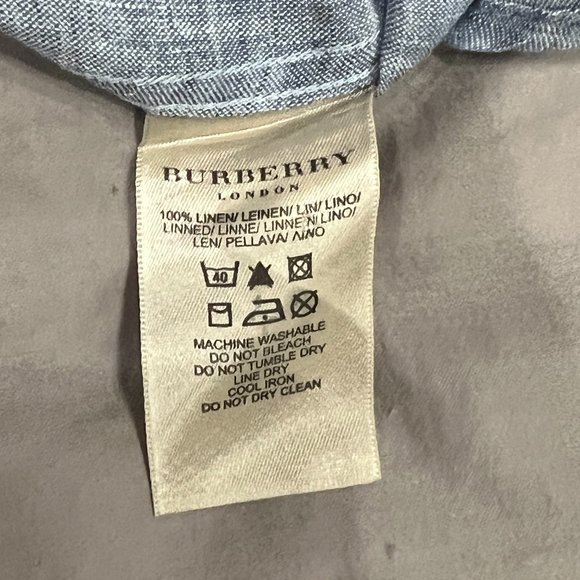 BURBERRY
LONDON
100% LINEN/ LEINEN/ LIN/ LINO/
LINNED/ LINNE/ LINNE N/ LINO/
LEN/ PELLAVA/ ΛΙΝΟ
40
MACHINE WASHABLE
DO NOT BLEACH
DO NOT TUMBLE DRY
LINE DRY
COOL IRON
DO NOT DRY CLEAN